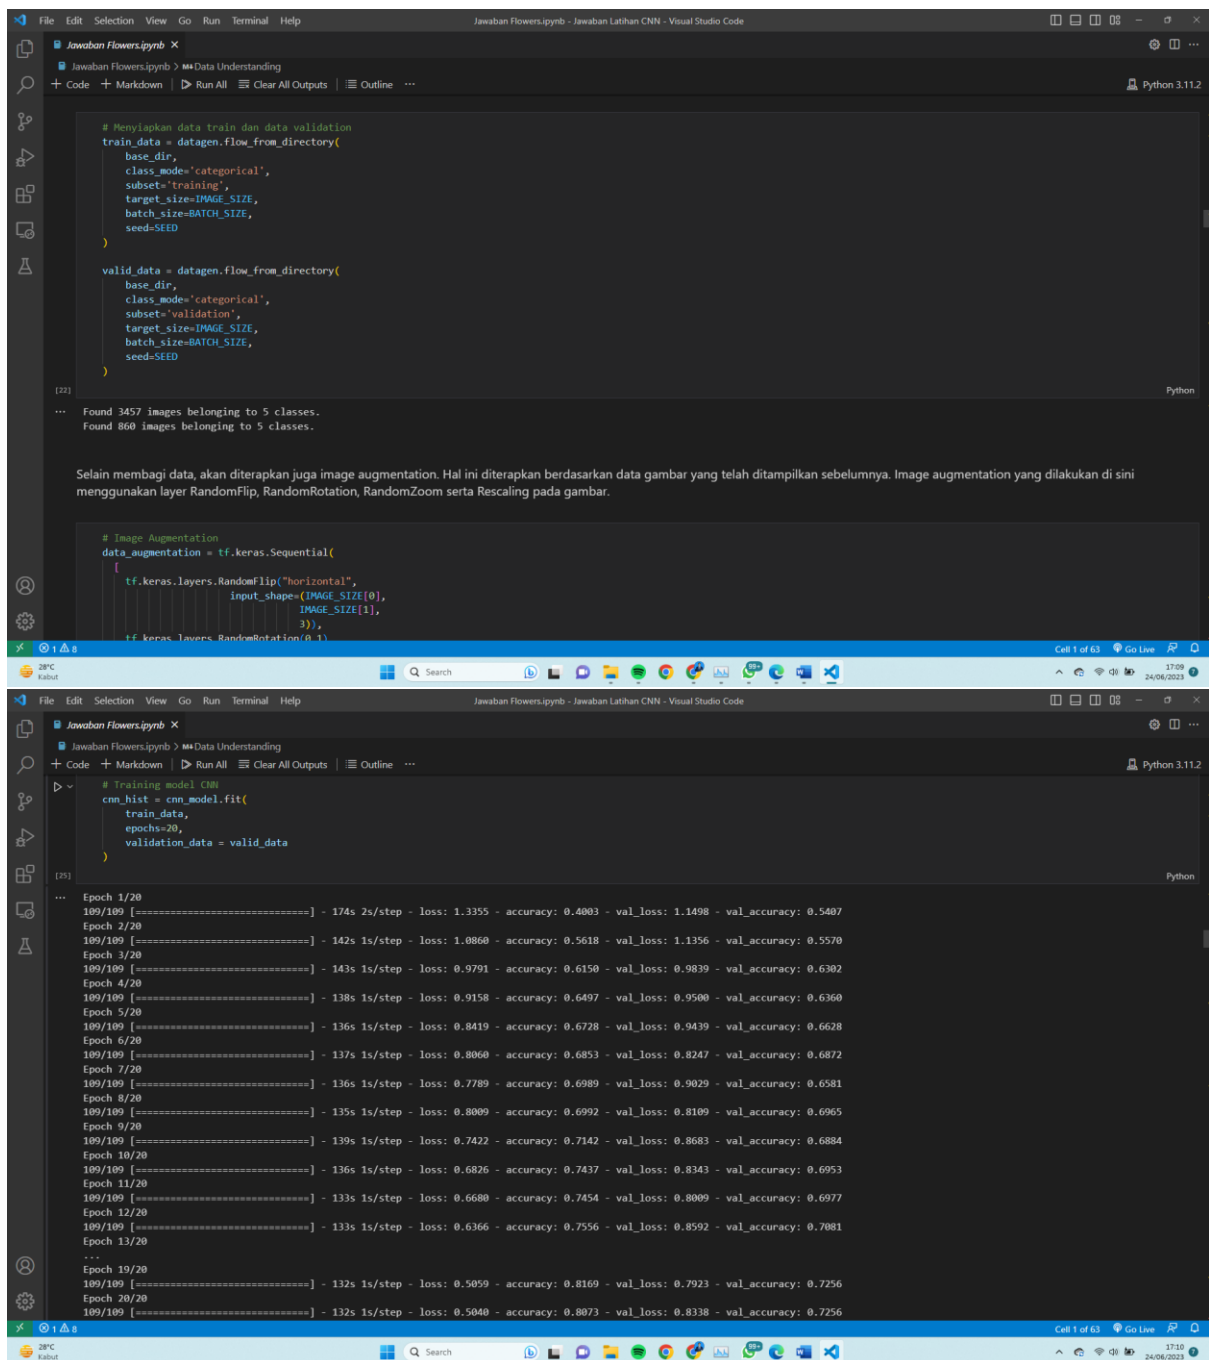 File Edit Selection View Go Run Terminal Help
Jawaban Flowers.ipynb - Jawaban Latihan CNN - Visual Studio Code
Jawaban Flowers.ipynb
Jawaban Flowers.ipynb > M↓ Data Understanding
+ Code + Markdown | Run All Clear All Outputs | Outline ···
Python 3.11.2
# Menyiapkan data train dan data validation
train_data = datagen.flow_from_directory(
base_dir,
class_mode='categorical',
subset='training',
target_size=IMAGE_SIZE,
batch_size=BATCH_SIZE,
seed=SEED
)
valid_data = datagen.flow_from_directory(
base_dir,
class_mode='categorical',
subset='validation',
target_size=IMAGE_SIZE,
batch_size=BATCH_SIZE,
seed=SEED
)
[22]
Python
··· Found 3457 images belonging to 5 classes.
Found 860 images belonging to 5 classes.
Selain membagi data, akan diterapkan juga image augmentation. Hal ini diterapkan berdasarkan data gambar yang telah ditampilkan sebelumnya. Image augmentation yang dilakukan di sini
menggunakan layer RandomFlip, RandomRotation, RandomZoom serta Rescaling pada gambar.
# Image Augmentation
data_augmentation = tf.keras.Sequential(
[
tf.keras.layers.RandomFlip("horizontal",
input_shape=(IMAGE_SIZE[0],
IMAGE_SIZE[1],
3)),
tf.keras.layers.RandomRotation(0.1)
1 8
Cell 1 of 63 Go Live
28°C
Kabut
Search
99+
17:09
24/06/2023
File Edit Selection View Go Run Terminal Help
Jawaban Flowers.ipynb - Jawaban Latihan CNN - Visual Studio Code
Jawaban Flowers.ipynb
Jawaban Flowers.ipynb > M↓ Data Understanding
+ Code + Markdown | Run All Clear All Outputs | Outline ···
Python 3.11.2
# Training model CNN
cnn_hist = cnn_model.fit(
train_data,
epochs=20,
validation_data = valid_data
)
[25]
Python
··· Epoch 1/20
109/109 [==============================] - 174s 2s/step - loss: 1.3355 - accuracy: 0.4003 - val_loss: 1.1498 - val_accuracy: 0.5407
Epoch 2/20
109/109 [==============================] - 142s 1s/step - loss: 1.0860 - accuracy: 0.5618 - val_loss: 1.1356 - val_accuracy: 0.5570
Epoch 3/20
109/109 [==============================] - 143s 1s/step - loss: 0.9791 - accuracy: 0.6150 - val_loss: 0.9839 - val_accuracy: 0.6302
Epoch 4/20
109/109 [==============================] - 138s 1s/step - loss: 0.9158 - accuracy: 0.6497 - val_loss: 0.9500 - val_accuracy: 0.6360
Epoch 5/20
109/109 [==============================] - 136s 1s/step - loss: 0.8419 - accuracy: 0.6728 - val_loss: 0.9439 - val_accuracy: 0.6628
Epoch 6/20
109/109 [==============================] - 137s 1s/step - loss: 0.8060 - accuracy: 0.6853 - val_loss: 0.8247 - val_accuracy: 0.6872
Epoch 7/20
109/109 [==============================] - 136s 1s/step - loss: 0.7789 - accuracy: 0.6989 - val_loss: 0.9029 - val_accuracy: 0.6581
Epoch 8/20
109/109 [==============================] - 135s 1s/step - loss: 0.8009 - accuracy: 0.6992 - val_loss: 0.8109 - val_accuracy: 0.6965
Epoch 9/20
109/109 [==============================] - 139s 1s/step - loss: 0.7422 - accuracy: 0.7142 - val_loss: 0.8683 - val_accuracy: 0.6884
Epoch 10/20
109/109 [==============================] - 136s 1s/step - loss: 0.6826 - accuracy: 0.7437 - val_loss: 0.8343 - val_accuracy: 0.6953
Epoch 11/20
109/109 [==============================] - 133s 1s/step - loss: 0.6680 - accuracy: 0.7454 - val_loss: 0.8009 - val_accuracy: 0.6977
Epoch 12/20
109/109 [==============================] - 133s 1s/step - loss: 0.6366 - accuracy: 0.7556 - val_loss: 0.8592 - val_accuracy: 0.7081
Epoch 13/20
...
Epoch 19/20
109/109 [==============================] - 132s 1s/step - loss: 0.5059 - accuracy: 0.8169 - val_loss: 0.7923 - val_accuracy: 0.7256
Epoch 20/20
109/109 [==============================] - 132s 1s/step - loss: 0.5040 - accuracy: 0.8073 - val_loss: 0.8338 - val_accuracy: 0.7256
1 8
Cell 1 of 63 Go Live
28°C
Kabut
Search
99+
17:10
24/06/2023